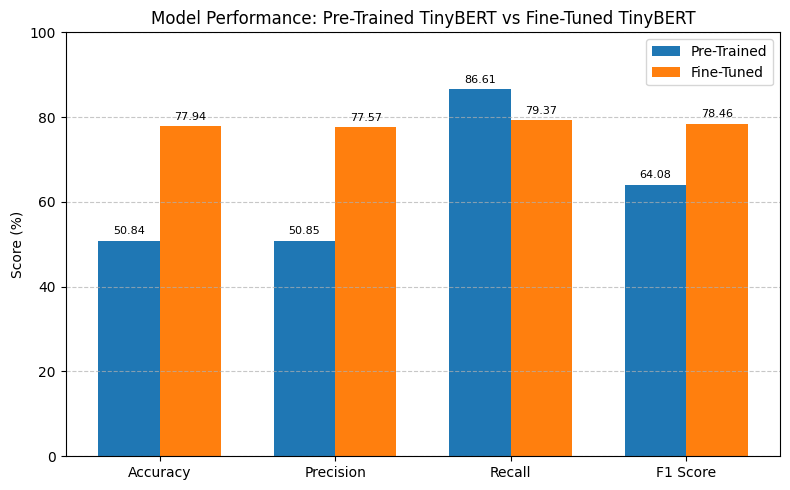 Model Performance: Pre-Trained TinyBERT vs Fine-Tuned TinyBERT
Pre-Trained
Fine-Tuned
Score (%)
100
80
60
40
20
0
50.84
77.94
50.85
77.57
86.61
79.37
64.08
78.46
Accuracy
Precision
Recall
F1 Score